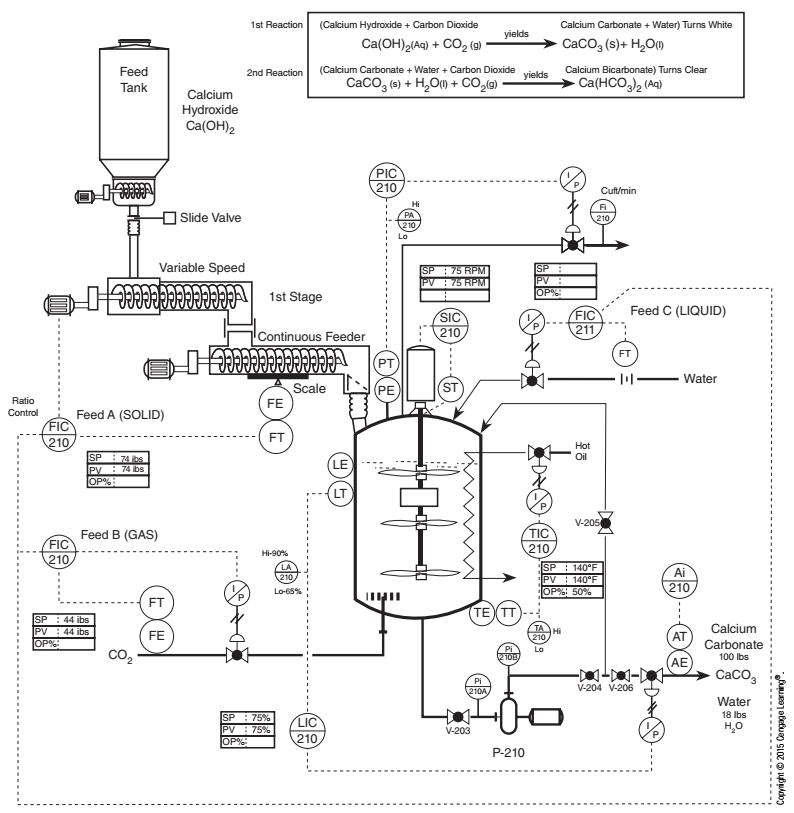 1st Reaction
(Calcium Hydroxide + Carbon Dioxide
yields
Calcium Carbonate + Water) Turns White
Ca(OH)2(Aq) + CO2 (g)
CaCO3 (s)+ H2O(l)
2nd Reaction
(Calcium Carbonate + Water + Carbon Dioxide
yields
Calcium Bicarbonate) Turns Clear
CaCO3 (s) + H2O(l) + CO2(g)
Ca(HCO3)2 (Aq)
Feed
Tank
Calcium
Hydroxide
Ca(OH)2
Slide Valve
Variable Speed
1st Stage
Continuous Feeder
Scale
FE
FT
Ratio
Control
Feed A (SOLID)
FIC
210
SP 74 lbs
PV 74 lbs
OP%
Feed B (GAS)
FIC
210
FT
FE
SP 44 lbs
PV 44 lbs
OP%
CO2
I/P
PIC
210
Hi
PA
210
Lo
I/P
Cuft/min
Fi
210
SP 75 RPM
PV 75 RPM
SP
PV
OP%
SIC
210
PT
PE
ST
I/P
FIC
211
Feed C (LIQUID)
FT
Water
Hot
Oil
I/P
LE
LT
Hi-90%
LA
210
Lo-65%
TIC
210
SP 140°F
PV 140°F
OP% 50%
TE
TT
TA
210
Hi
Lo
V-205
Ai
210
AT
AE
Calcium
Carbonate
100 lbs
CaCO3
Water
18 lbs
H2O
Pi
210B
Pi
210A
V-204
V-206
V-203
P-210
I/P
SP 75%
PV 75%
OP%
LIC
210
Copyright © 2015 Cengage Learning®.